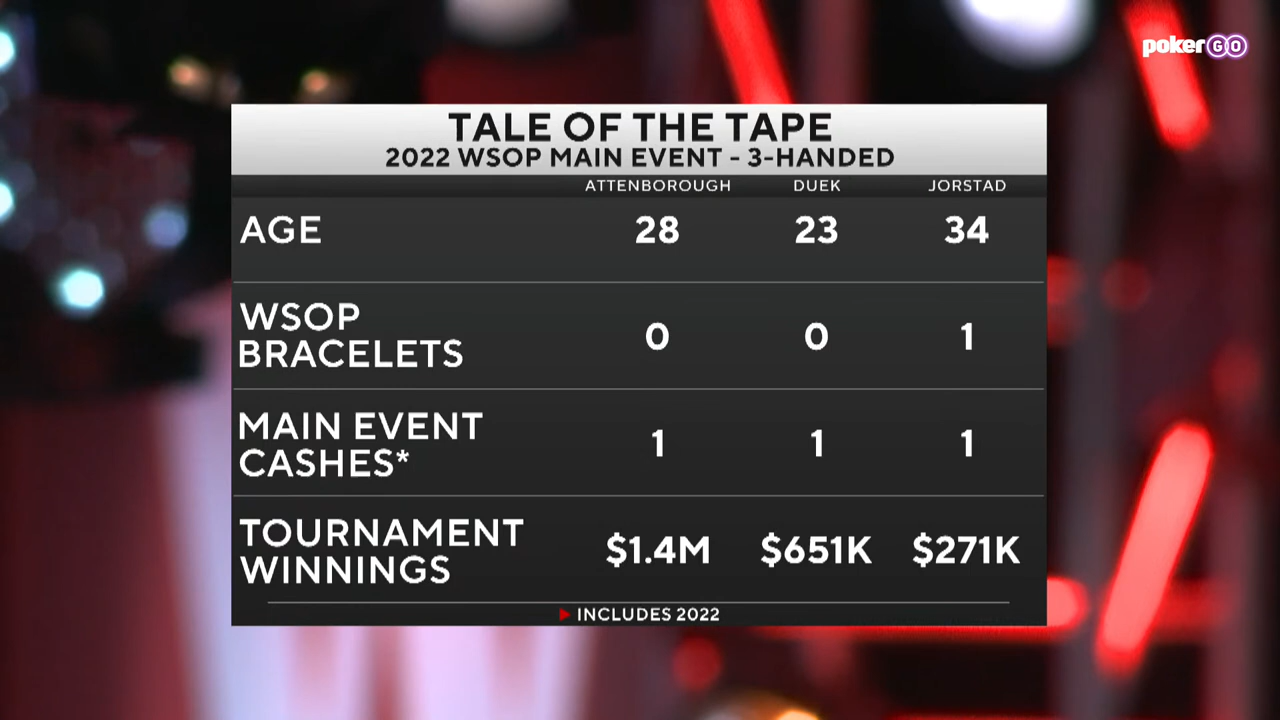 pokerGO
TALE OF THE TAPE
2022 WSOP MAIN EVENT - 3-HANDED
ATTENBOROUGH DUEK JORSTAD
AGE 28 23 34
WSOP
BRACELETS 0 0 1
MAIN EVENT
CASHES* 1 1 1
TOURNAMENT
WINNINGS $1.4M $651K $271K
INCLUDES 2022